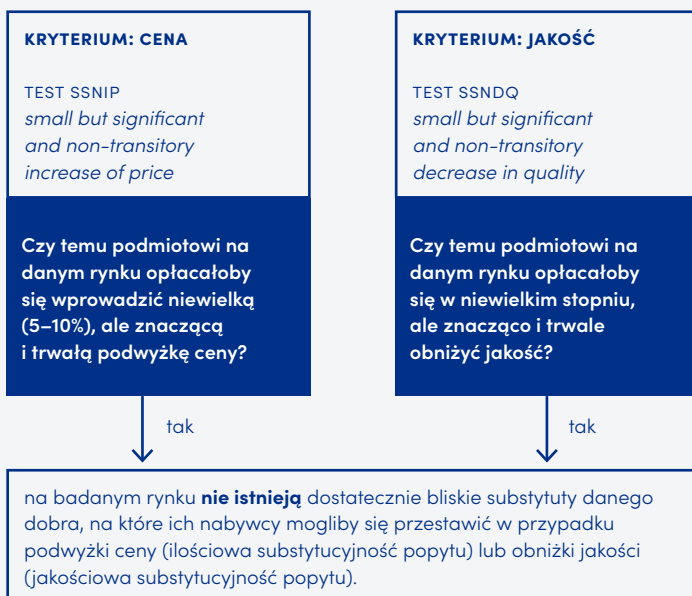 KRYTERIUM: CENA
TEST SSNIP
small but significant
and non-transitory
increase of price
Czy temu podmiotowi na
danym rynku opłacałoby
się wprowadzić niewielką
(5–10%), ale znaczącą
i trwałą podwyżkę ceny?
tak
KRYTERIUM: JAKOŚĆ
TEST SSNDQ
small but significant
and non-transitory
decrease in quality
Czy temu podmiotowi na
danym rynku opłacałoby
się w niewielkim stopniu,
ale znacząco i trwale
obniżyć jakość?
tak
na badanym rynku nie istnieją dostatecznie bliskie substytuty danego
dobra, na które ich nabywcy mogliby się przestawić w przypadku
podwyżki ceny (ilościowa substytucyjność popytu) lub obniżki jakości
(jakościowa substytucyjność popytu).